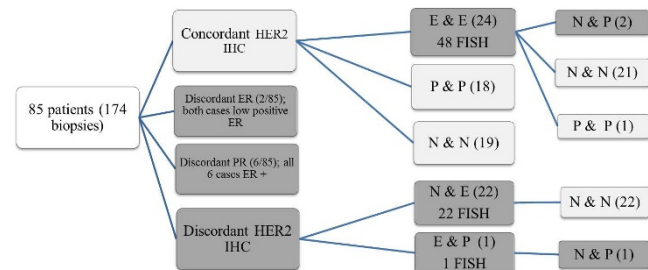 85 patients (174
biopsies)
Concordant HER2
IHC
Discordant ER (2/85);
both cases low positive
ER
Discordant PR (6/85); all
6 cases ER +
Discordant HER2
IHC
E & E (24)
48 FISH
P & P (18)
N & N (19)
N & E (22)
22 FISH
E & P (1)
1 FISH
N & P (2)
N & N (21)
P & P (1)
N & N (22)
N & P (1)